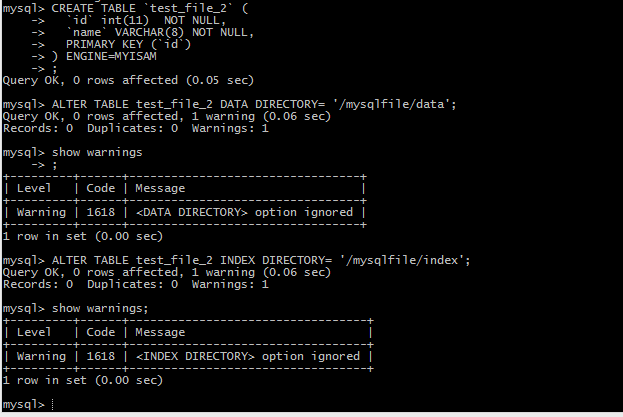 mysql> CREATE TABLE `test_file_2` (
    ->   `id` int(11)  NOT NULL,
    ->   `name` VARCHAR(8) NOT NULL,
    ->   PRIMARY KEY (`id`)
    -> ) ENGINE=MYISAM
    -> ;
Query OK, 0 rows affected (0.05 sec)

mysql> ALTER TABLE test_file_2 DATA DIRECTORY= '/mysqlfile/data';
Query OK, 0 rows affected, 1 warning (0.06 sec)
Records: 0  Duplicates: 0  Warnings: 1

mysql> show warnings
    -> ;
+---------+------+---------------------------------+
| Level   | Code | Message                         |
+---------+------+---------------------------------+
| Warning | 1618 | <DATA DIRECTORY> option ignored |
+---------+------+---------------------------------+
1 row in set (0.00 sec)

mysql> ALTER TABLE test_file_2 INDEX DIRECTORY= '/mysqlfile/index';
Query OK, 0 rows affected, 1 warning (0.06 sec)
Records: 0  Duplicates: 0  Warnings: 1

mysql> show warnings;
+---------+------+----------------------------------+
| Level   | Code | Message                          |
+---------+------+----------------------------------+
| Warning | 1618 | <INDEX DIRECTORY> option ignored |
+---------+------+----------------------------------+
1 row in set (0.00 sec)

mysql>